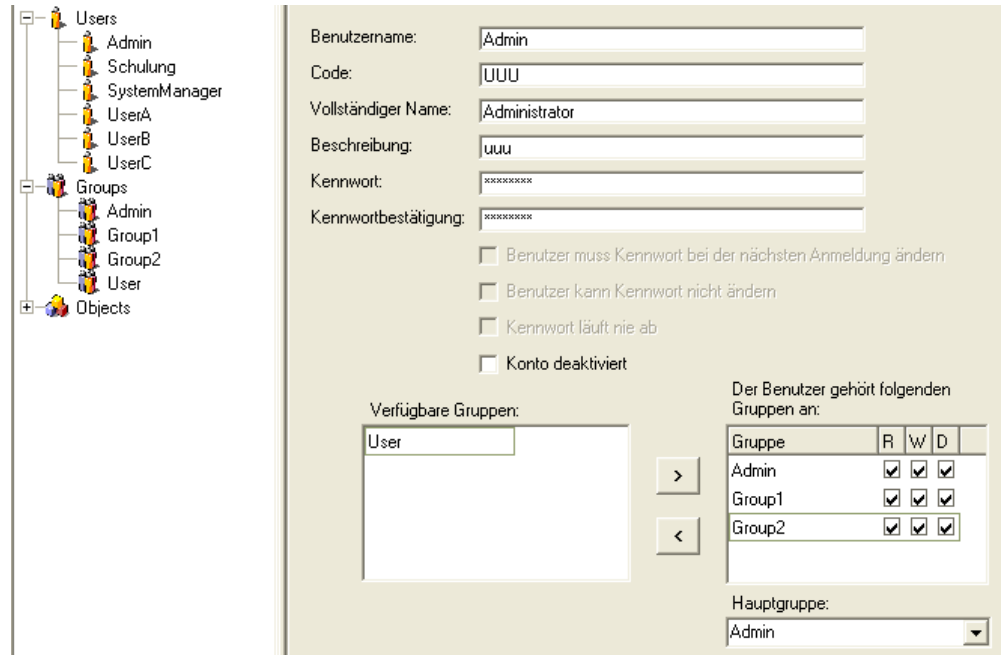 Users
Admin
Schulung
SystemManager
UserA
UserB
UserC
Groups
Admin
Group1
Group2
User
Objects
Benutzername: Admin
Code: UUU
Vollständiger Name: Administrator
Beschreibung: uuu
Kennwort: ********
Kennwortbestätigung: ********
Benutzer muss Kennwort bei der nächsten Anmeldung ändern
Benutzer kann Kennwort nicht ändern
Kennwort läuft nie ab
Konto deaktiviert
Verfügbare Gruppen:
User
>
<
Der Benutzer gehört folgenden
Gruppen an:
Gruppe R W D
Admin
Group1
Group2
Hauptgruppe:
Admin